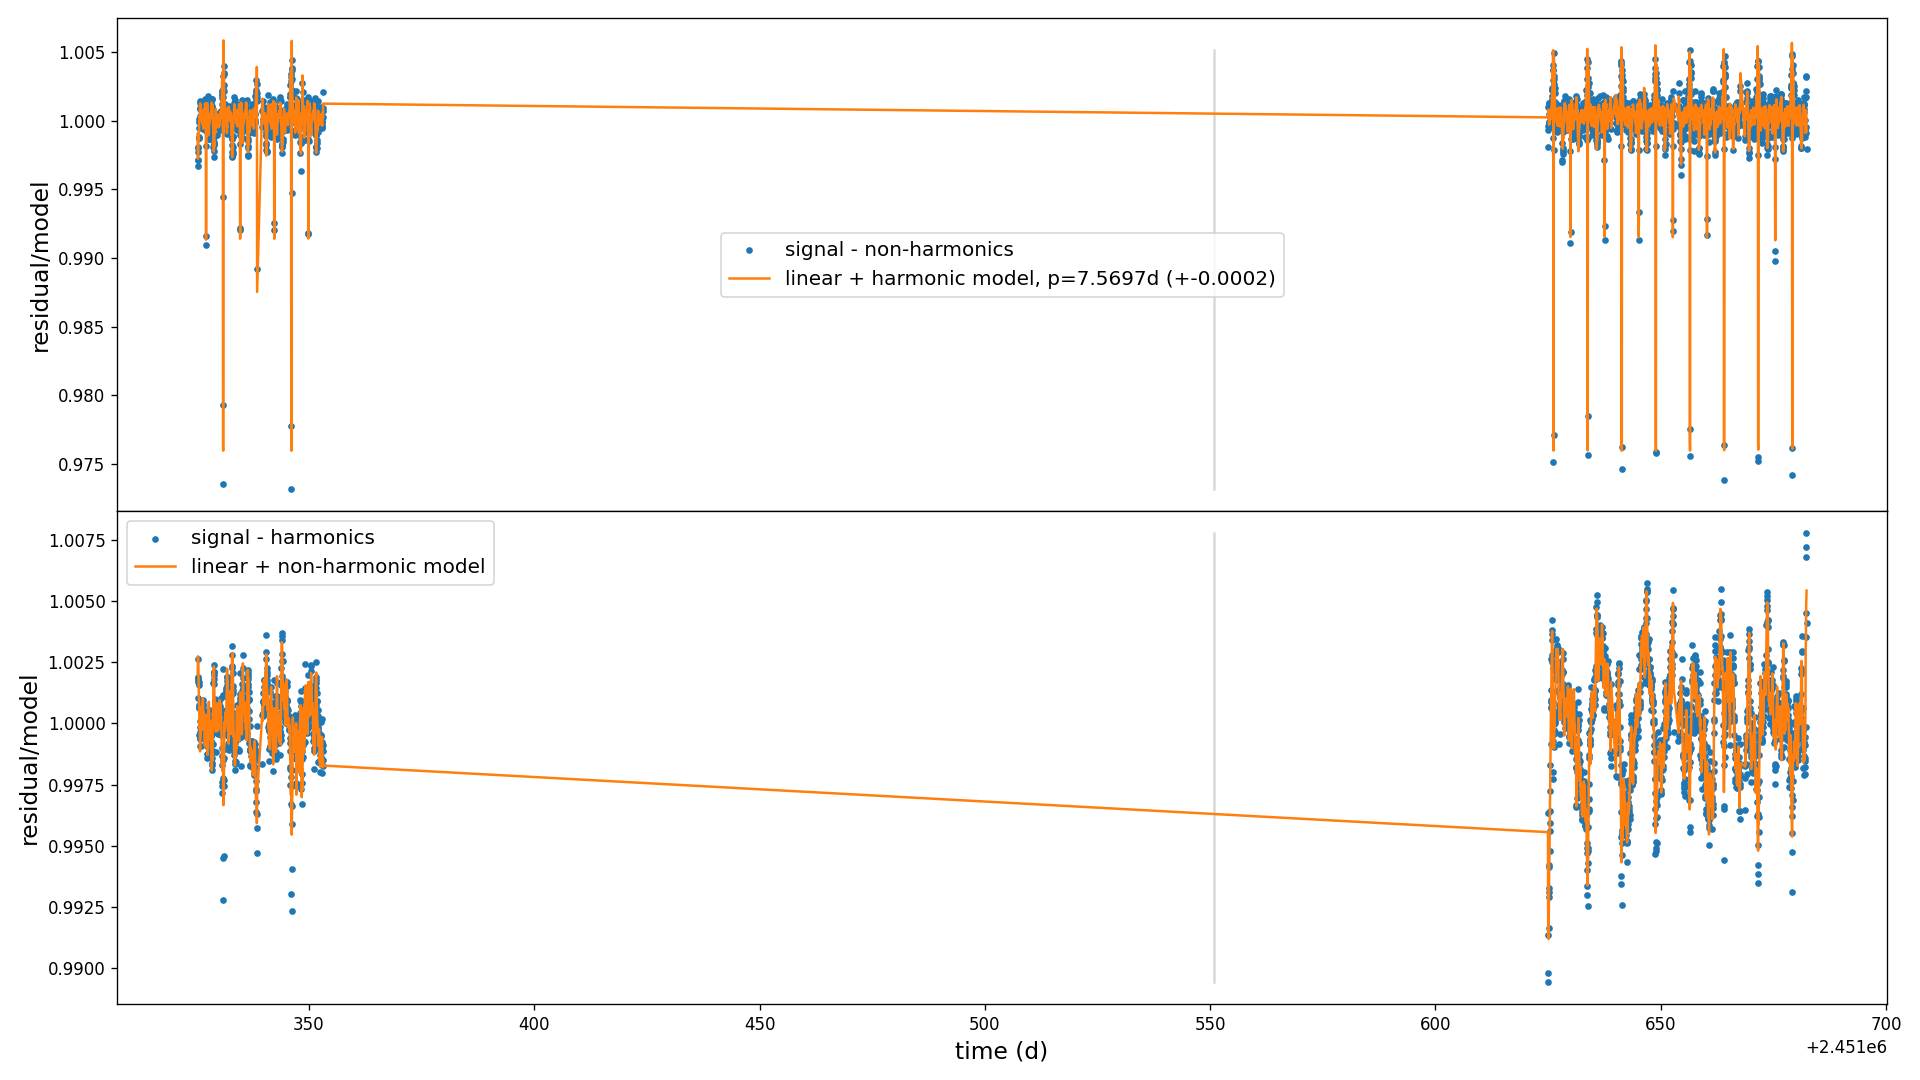 1.005
1.000
0.995
0.990
0.985
0.980
0.975
residual/model
signal - non-harmonics
linear + harmonic model, p=7.5697d (+-0.0002)
1.0075
1.0050
1.0025
1.0000
0.9975
0.9950
0.9925
0.9900
residual/model
signal - harmonics
linear + non-harmonic model
350
400
450
500
550
600
650
700
time (d)
+2.451e6